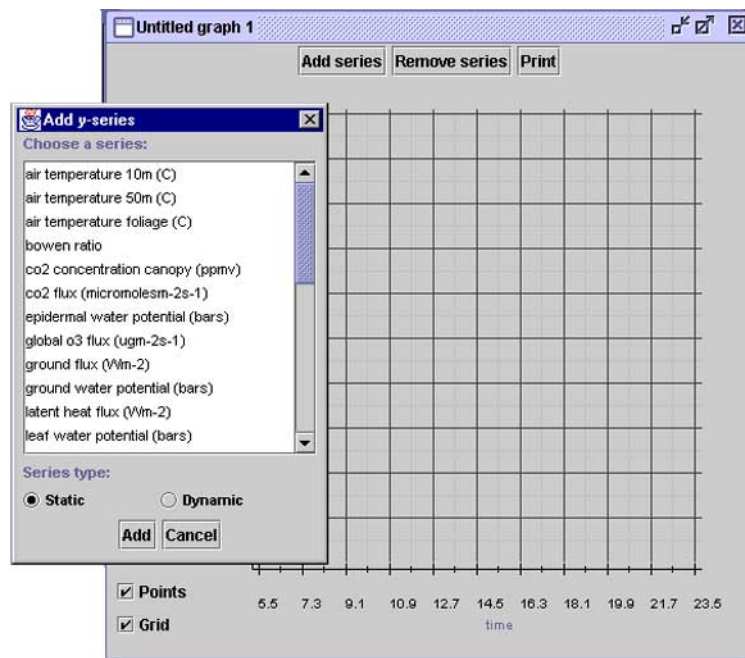 Untitled graph 1
Add series Remove series Print
Add y-series
Choose a series:
air temperature 10m (C)
air temperature 50m (C)
air temperature foliage (C)
bowen ratio
co2 concentration canopy (ppmv)
co2 flux (micromolesm-2s-1)
epidermal water potential (bars)
global o3 flux (ugm-2s-1)
ground flux (Wm-2)
ground water potential (bars)
latent heat flux (Wm-2)
leaf water potential (bars)
Series type:
Static Dynamic
Add Cancel
Points
5.5 7.3 9.1 10.9 12.7 14.5 16.3 18.1 19.9 21.7 23.5
Grid
time